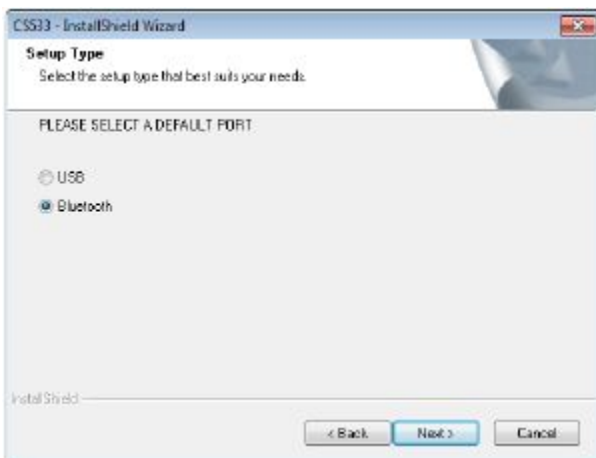 CS533 - InstallShield Wizard
Setup Type
Select the setup type that best suits your needs.
PLEASE SELECT A DEFAULT PORT
USB
Bluetooth
InstallShield
< Back
Next >
Cancel